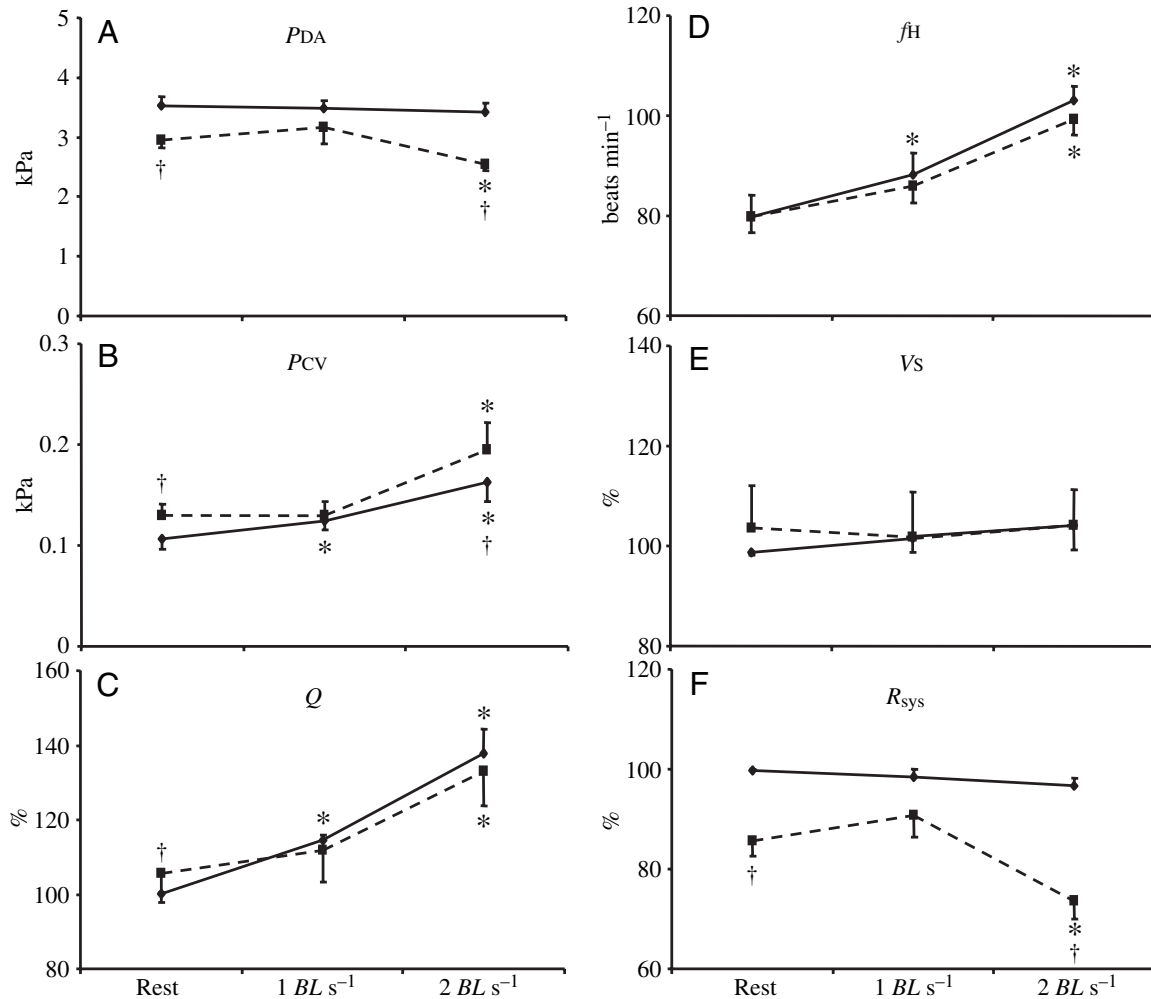 A
PDA
kPa
5
4
3
2
1
0
†
*
†
B
PCV
kPa
0.3
0.2
0.1
0
†
*
*
*
†
C
Q
%
160
140
120
100
80
†
*
*
*
Rest
1 BL s⁻¹
2 BL s⁻¹
D
fH
beats min⁻¹
120
100
80
60
*
*
*
E
VS
%
140
120
100
80
F
Rsys
%
120
100
80
60
†
*
†
Rest
1 BL s⁻¹
2 BL s⁻¹